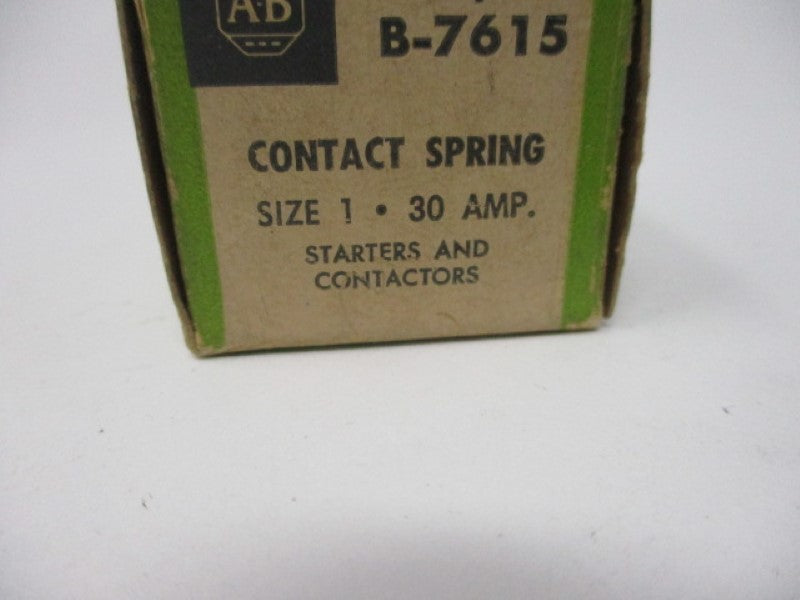 A-B
B-7615
CONTACT SPRING
SIZE 1 • 30 AMP.
STARTERS AND
CONTACTORS